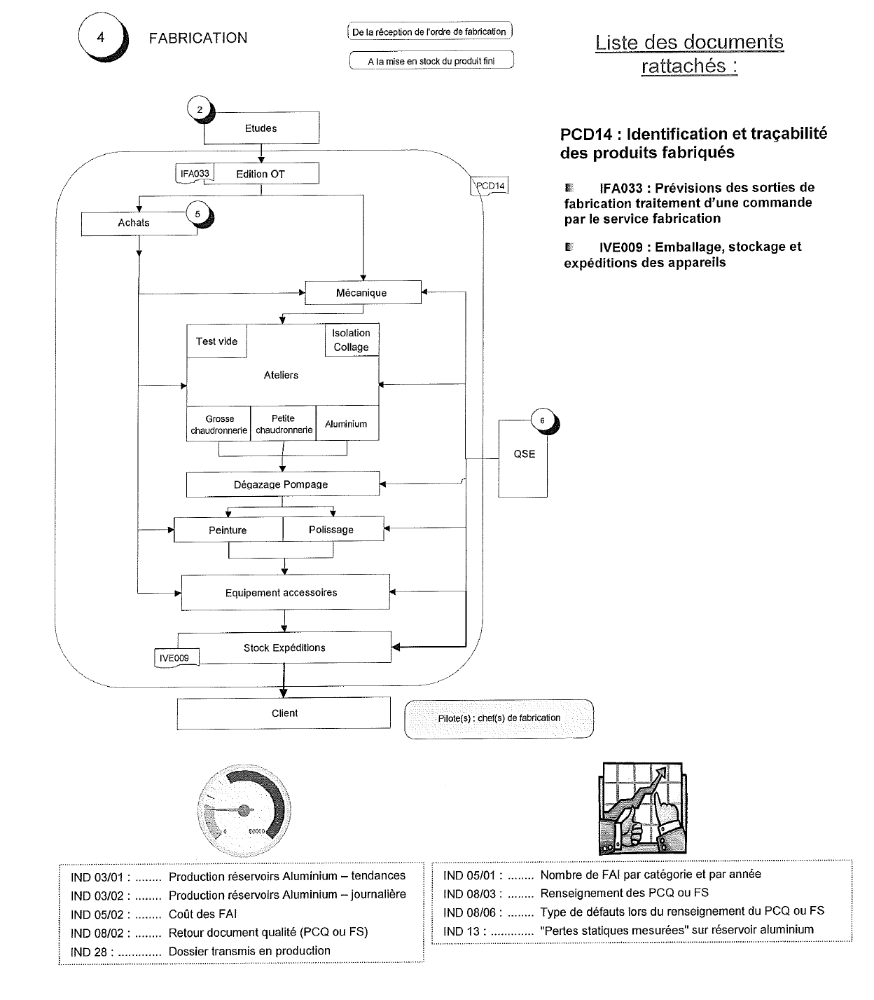 4
FABRICATION
De la réception de l'ordre de fabrication
A la mise en stock du produit fini
Liste des documents
rattachés :
2
Etudes
IFA033
Edition OT
PCD14
5
Achats
Mécanique
Test vide
Isolation
Collage
Ateliers
Grosse
chaudronnerie
Petite
chaudronnerie
Aluminium
6
QSE
Dégazage Pompage
Peinture
Polissage
Equipement accessoires
Stock Expéditions
IVE009
Client
Pilote(s) : chef(s) de fabrication
PCD14 : Identification et traçabilité
des produits fabriqués
IFA033 : Prévisions des sorties de
fabrication traitement d'une commande
par le service fabrication
IVE009 : Emballage, stockage et
expéditions des appareils
0
50000
IND 03/01 : ........ Production réservoirs Aluminium – tendances
IND 03/02 : ........ Production réservoirs Aluminium – journalière
IND 05/02 : ........ Coût des FAI
IND 08/02 : ........ Retour document qualité (PCQ ou FS)
IND 28 : ............. Dossier transmis en production
IND 05/01 : ........ Nombre de FAI par catégorie et par année
IND 08/03 : ........ Renseignement des PCQ ou FS
IND 08/06 : ........ Type de défauts lors du renseignement du PCQ ou FS
IND 13 : ............. "Pertes statiques mesurées" sur réservoir aluminium